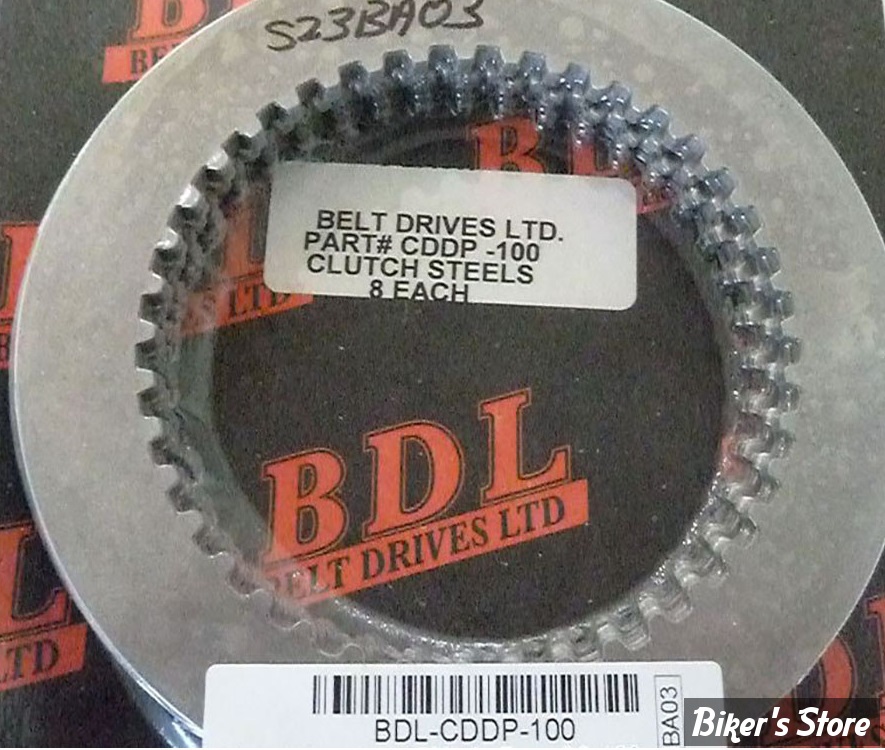 S23BA03
BELT DRIVES LTD.
PART# CDDP -100
CLUTCH STEELS
8 EACH
BDL
BELT DRIVES LTD
BDL-CDDP-100
BA03
Biker's Store